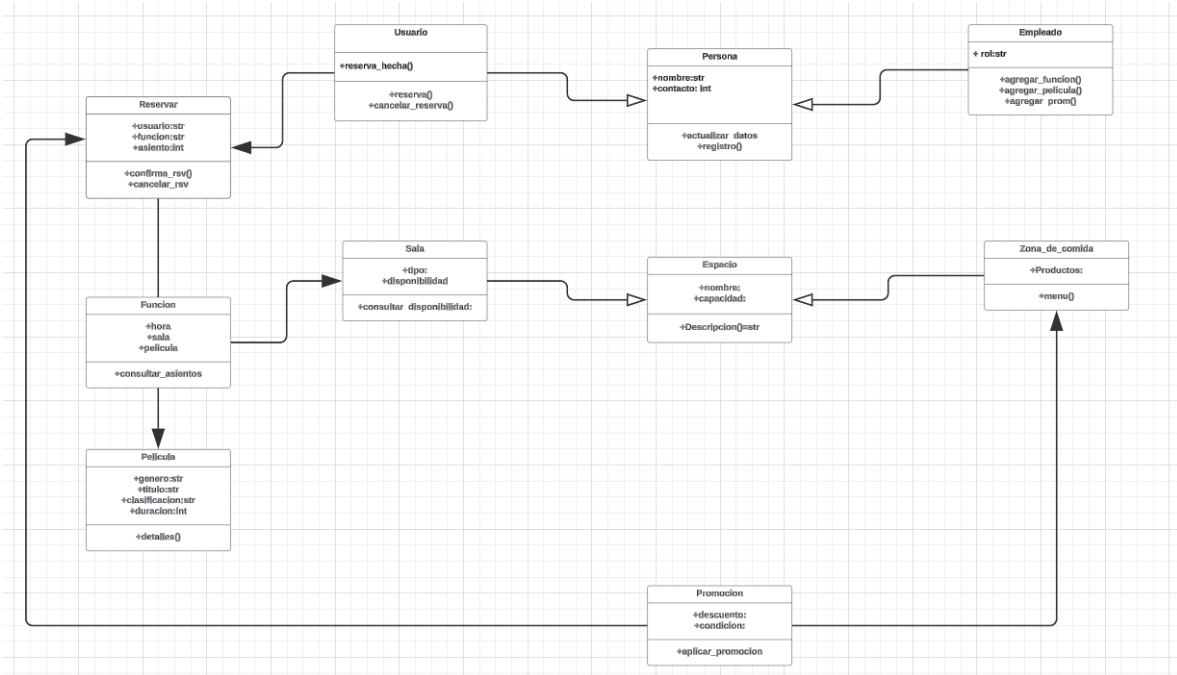 Usuario
+reserva_hecha()
+reserva()
+cancelar_reserva()
Persona
+nombre:str
+contacto: int
+actualizar_datos
+registro()
Empleado
+ rol:str
+agregar_funcion()
+agregar_pelicula()
+agregar_prom()
Reservar
+usuario:str
+funcion:str
+asiento:int
+confirma_rsv()
+cancelar_rsv
Sala
+tipo:
+disponibilidad
+consultar_disponibilidad:
Espacio
+nombre;
+capacidad:
+Descripcion()=str
Zona_de_comida
+Productos:
+menu()
Funcion
+hora
+sala
+pelicula
+consultar_asientos
Pelicula
+genero:str
+titulo:str
+clasificacion:str
+duracion:int
+detalles()
Promocion
+descuento:
+condicion:
+aplicar_promocion